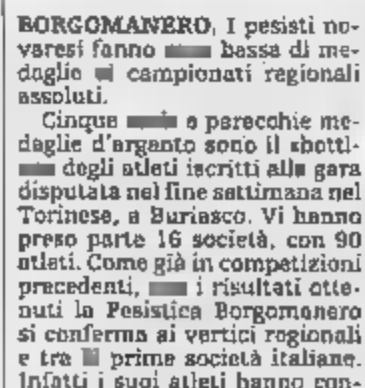 BORGOMANERO. I pesisti no-
varesi fanno bassa di me-
daglie campionati regionali
assoluti.
Cinque e parecchie me-
daglie d'argento sono il
degli atleti iscritti alla gara
disputata nel fine settimana nel
Torinese, a Buriasco. Vi hanno
preso parte 16 società, con 90
atleti. Come già in competizioni
precedenti, i risultati otte-
nuti la Pesistica Borgomanero
si conferma ai vertici regionali
e tra prime società italiane.
Infatti i suoi atleti hanno con-